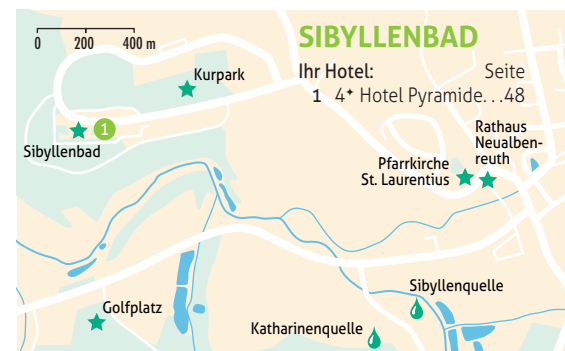 0 200 400 m
SIBYLLENBAD
Ihr Hotel: Seite
1 4✦ Hotel Pyramide...48
Kurpark
1
Sibyllenbad
Rathaus
Neualben-
reuth
Pfarrkirche
St. Laurentius
Sibyllenquelle
Golfplatz
Katharinenquelle